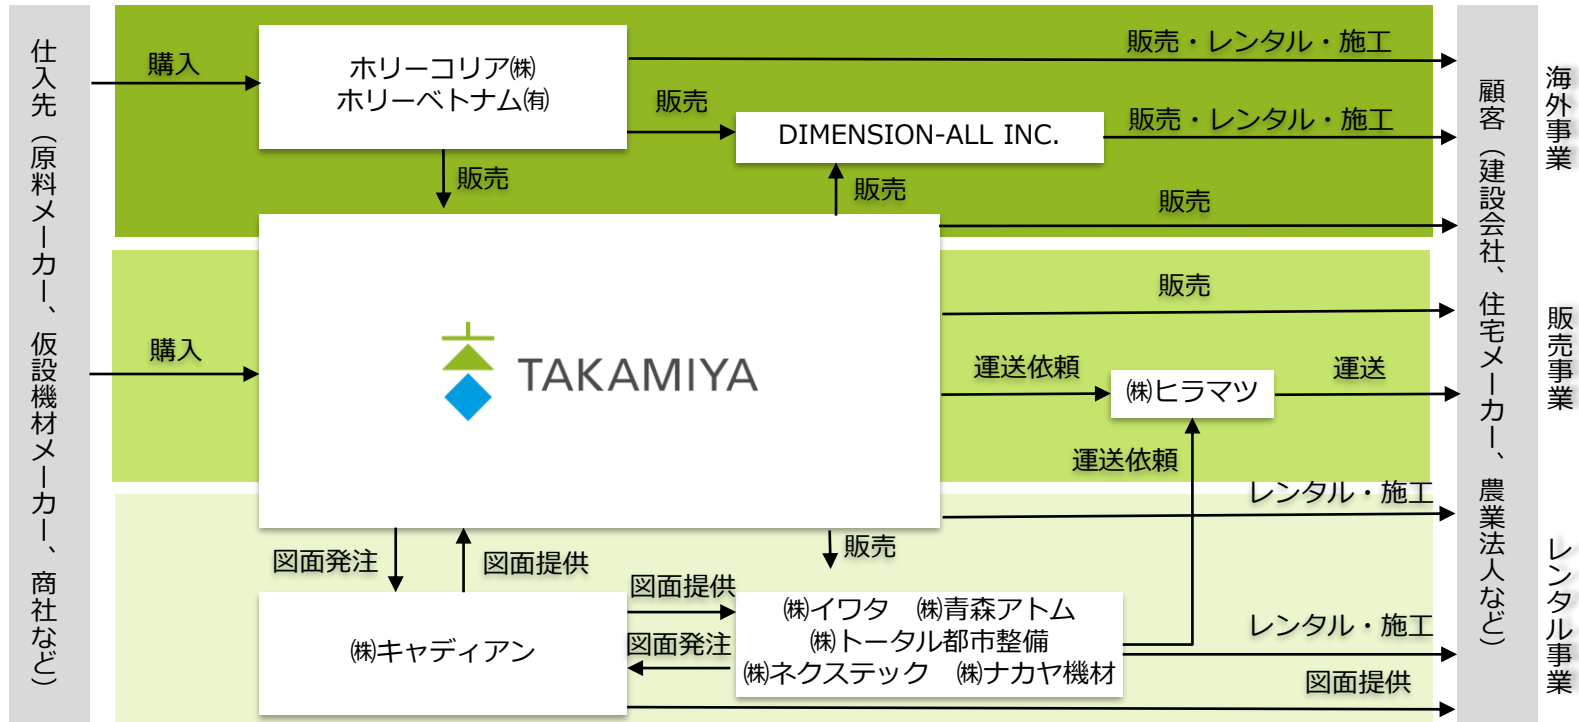 仕入先（原料メーカー、仮設機材メーカー、商社など）
購入
ホリーコリア㈱
ホリーベトナム㈲
販売・レンタル・施工
販売
DIMENSION-ALL INC.
販売・レンタル・施工
販売
販売
販売
購入
TAKAMIYA
販売
運送依頼
㈱ヒラマツ
運送
運送依頼
レンタル・施工
図面発注
図面提供
販売
㈱キャディアン
図面提供
図面発注
㈱イワタ　㈱青森アトム
㈱トータル都市整備
㈱ネクステック　㈱ナカヤ機材
レンタル・施工
図面提供
顧客（建設会社、住宅メーカー、農業法人など）
海外事業
販売事業
レンタル事業